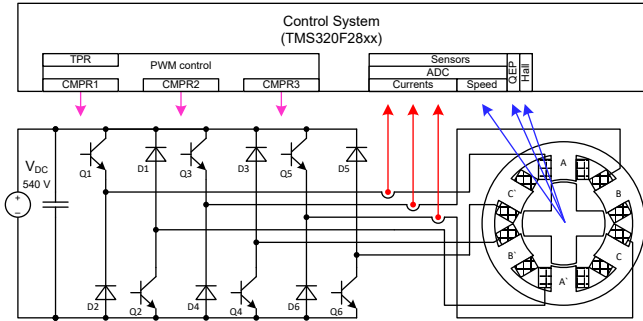 Control System
(TMS320F28xx)
TPR
PWM control
CMPR1
CMPR2
CMPR3
Sensors
ADC
Currents
Speed
QEP
Hall
VDC
540 V
Q1
D1
Q3
D3
Q5
D5
D2
Q2
D4
Q4
D6
Q6
A
B
C
A`
B`
C`